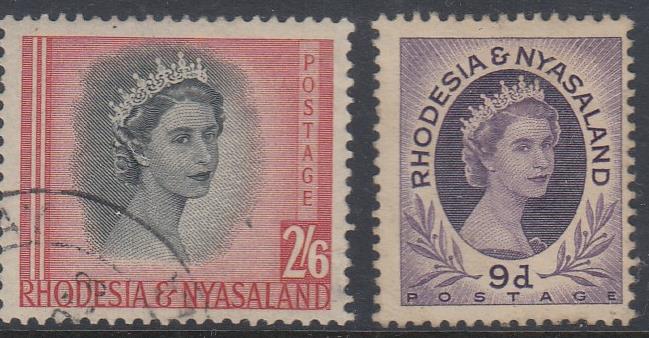 POSTAGE
2/6
RHODESIA & NYASALAND
RHODESIA & NYASALAND
9d
POSTAGE